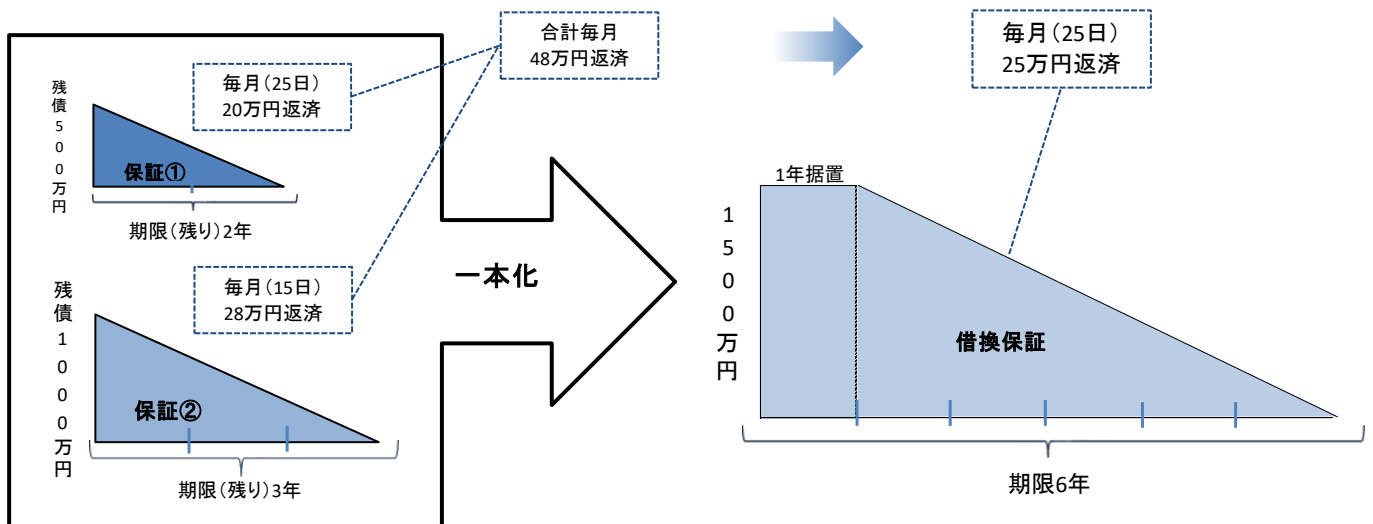 残債500万円
保証①
期限(残り)2年
毎月(25日)
20万円返済
合計毎月
48万円返済
残債1000万円
保証②
期限(残り)3年
毎月(15日)
28万円返済
一本化
毎月(25日)
25万円返済
1年据置
1500万円
借換保証
期限6年